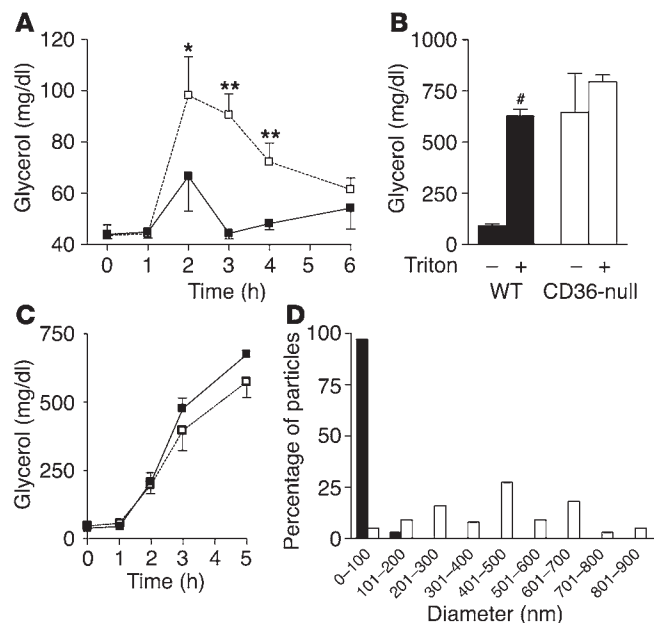 A
Glycerol (mg/dl)
120
100
80
60
40
*
**
**
0 1 2 3 4 5 6
Time (h)
B
Glycerol (mg/dl)
1000
750
500
250
0
#
Triton – + – +
WT CD36-null
C
Glycerol (mg/dl)
750
500
250
0
0 1 2 3 4 5
Time (h)
D
Percentage of particles
100
75
50
25
0
0–100
101–200
201–300
301–400
401–500
501–600
601–700
701–800
801–900
Diameter (nm)